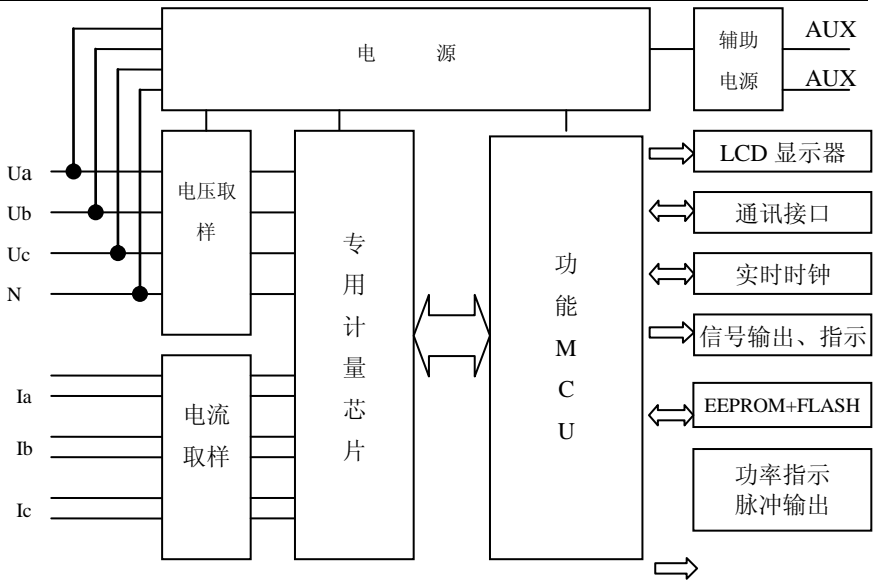 电 源
辅助
电源
AUX
AUX
Ua
Ub
Uc
N
电压取
样
专
用
计
量
芯
片
功
能
M
C
U
LCD 显示器
通讯接口
实时时钟
信号输出、指示
EEPROM+FLASH
功率指示
脉冲输出
Ia
Ib
Ic
电流
取样